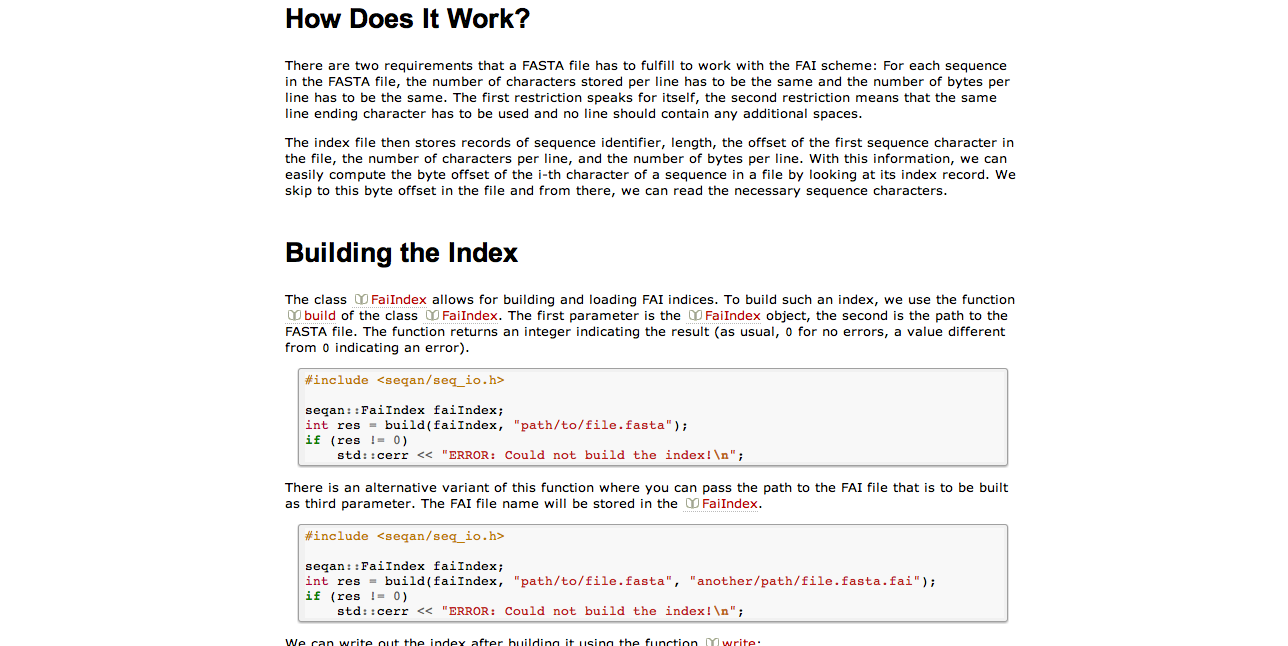 How Does It Work?
There are two requirements that a FASTA file has to fulfill to work with the FAI scheme: For each sequence
in the FASTA file, the number of characters stored per line has to be the same and the number of bytes per
line has to be the same. The first restriction speaks for itself, the second restriction means that the same
line ending character has to be used and no line should contain any additional spaces.
The index file then stores records of sequence identifier, length, the offset of the first sequence character in
the file, the number of characters per line, and the number of bytes per line. With this information, we can
easily compute the byte offset of the i-th character of a sequence in a file by looking at its index record. We
skip to this byte offset in the file and from there, we can read the necessary sequence characters.
Building the Index
The class FaiIndex allows for building and loading FAI indices. To build such an index, we use the function
build of the class FaiIndex. The first parameter is the FaiIndex object, the second is the path to the
FASTA file. The function returns an integer indicating the result (as usual, 0 for no errors, a value different
from 0 indicating an error).
#include <seqan/seq_io.h>
seqan::FaiIndex faiIndex;
int res = build(faiIndex, "path/to/file.fasta");
if (res != 0)
    std::cerr << "ERROR: Could not build the index!\n";
There is an alternative variant of this function where you can pass the path to the FAI file that is to be built
as third parameter. The FAI file name will be stored in the FaiIndex.
#include <seqan/seq_io.h>
seqan::FaiIndex faiIndex;
int res = build(faiIndex, "path/to/file.fasta", "another/path/file.fasta.fai");
if (res != 0)
    std::cerr << "ERROR: Could not build the index!\n";
We can write out the index after building it using the function write: